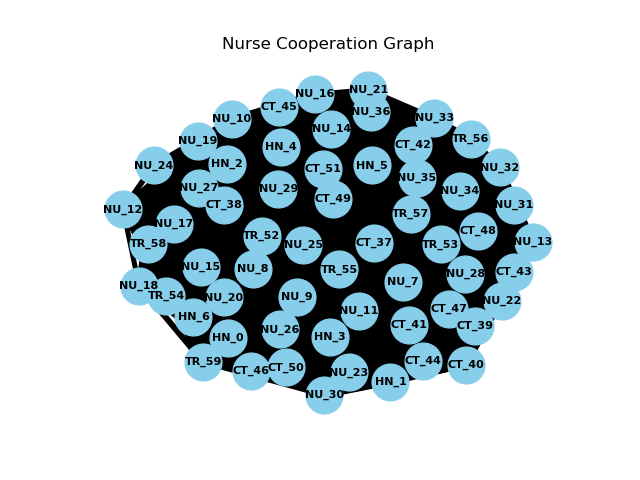 Nurse Cooperation Graph
NU_21
NU_16
CT_45
NU_36
NU_10
NU_33
NU_14
TR_56
NU_19
HN_4
CT_42
NU_24
HN_2
CT_51
HN_5
NU_32
NU_35
NU_27
NU_29
NU_34
CT_49
CT_38
NU_31
NU_12
TR_57
NU_17
CT_48
TR_52
NU_13
TR_58
NU_25
CT_37
TR_53
NU_15
NU_8
TR_55
CT_43
NU_28
NU_7
NU_18
TR_54
NU_20
NU_9
NU_22
CT_47
NU_11
HN_6
CT_41
CT_39
NU_26
HN_0
HN_3
TR_59
CT_44
CT_40
CT_50
CT_46
NU_23
HN_1
NU_30